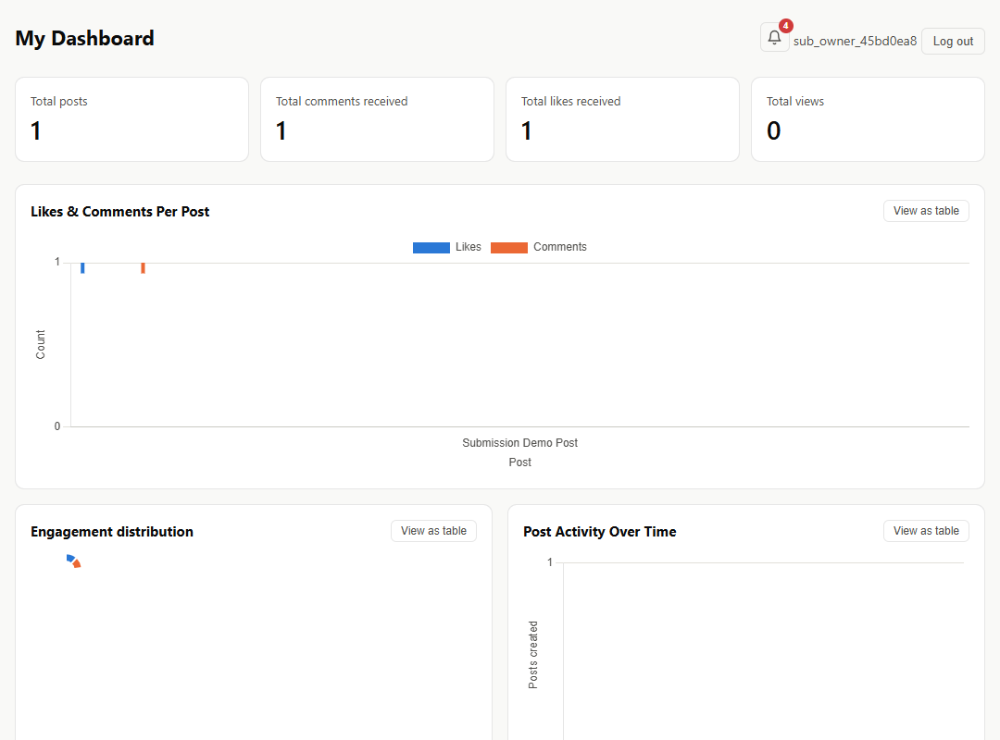 My Dashboard
4
sub_owner_45bd0ea8
Log out
Total posts
1
Total comments received
1
Total likes received
1
Total views
0
Likes & Comments Per Post
View as table
Likes
Comments
1
Count
0
Submission Demo Post
Post
Engagement distribution
View as table
Post Activity Over Time
View as table
1
Posts created